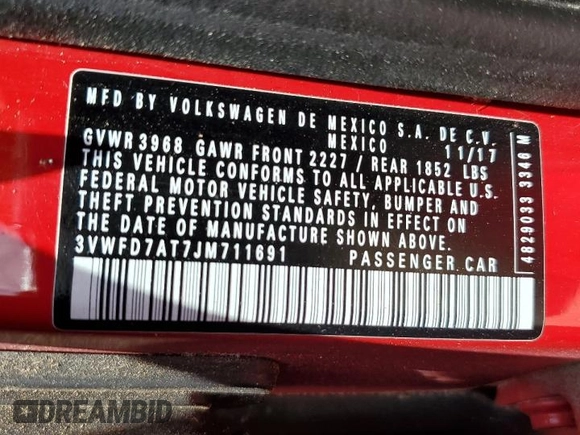 MFD BY VOLKSWAGEN DE MEXICO S.A. DE C.V.
MEXICO 11/17
GVWR 3968 GAWR FRONT 2227 / REAR 1852 LBS
THIS VEHICLE CONFORMS TO ALL APPLICABLE U.S.
FEDERAL MOTOR VEHICLE SAFETY, BUMPER AND
THEFT PREVENTION STANDARDS IN EFFECT ON
THE DATE OF MANUFACTURE SHOWN ABOVE.
3VWFD7AT7JM711691 PASSENGER CAR
4829033 3346 M
DREAMBID